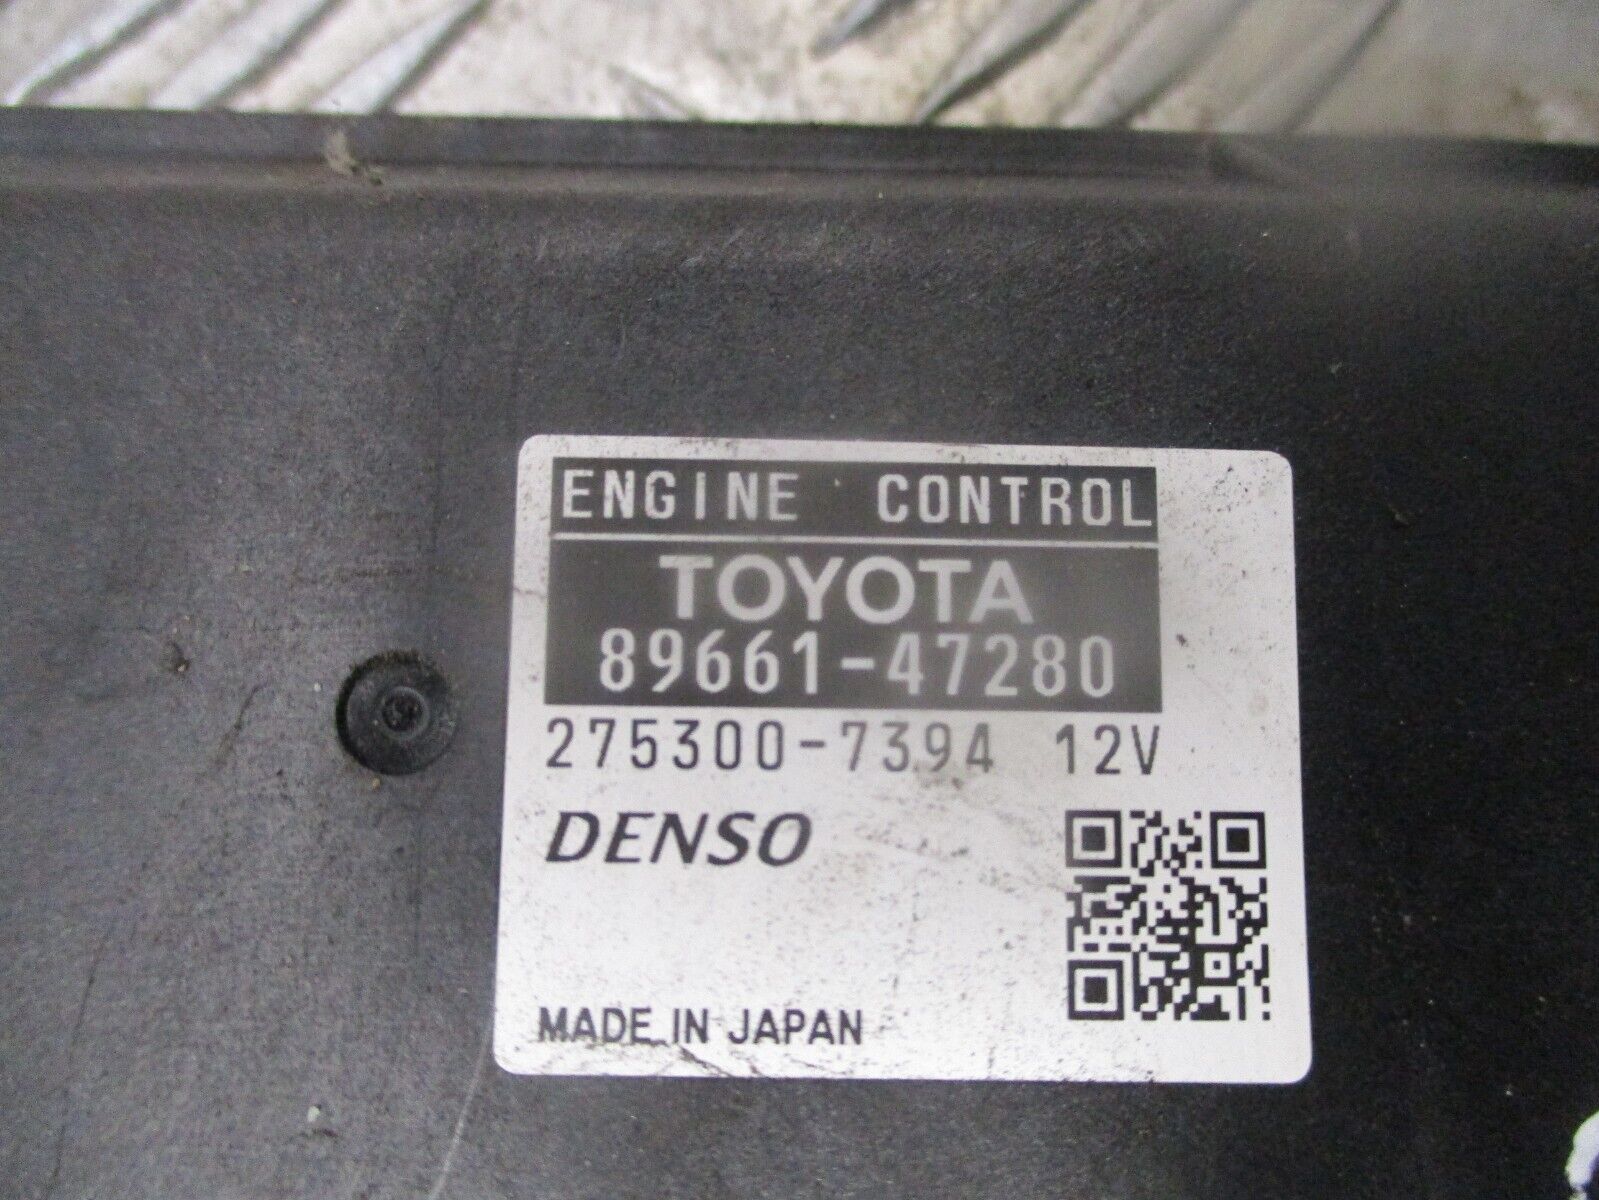 ENGINE CONTROL
TOYOTA
89661-47280
275300-7394 12V
DENSO
MADE IN JAPAN